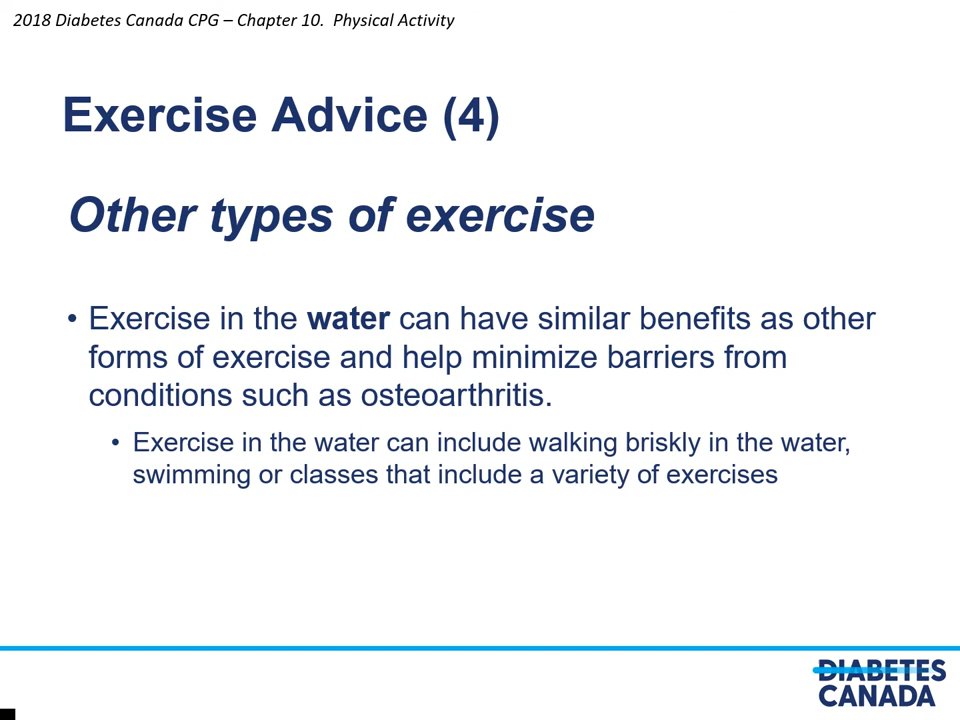 2018 Diabetes Canada CPG – Chapter 10.  Physical Activity
Exercise Advice (4)
Other types of exercise
• Exercise in the water can have similar benefits as other
forms of exercise and help minimize barriers from
conditions such as osteoarthritis.
• Exercise in the water can include walking briskly in the water,
swimming or classes that include a variety of exercises
DIABETES
CANADA